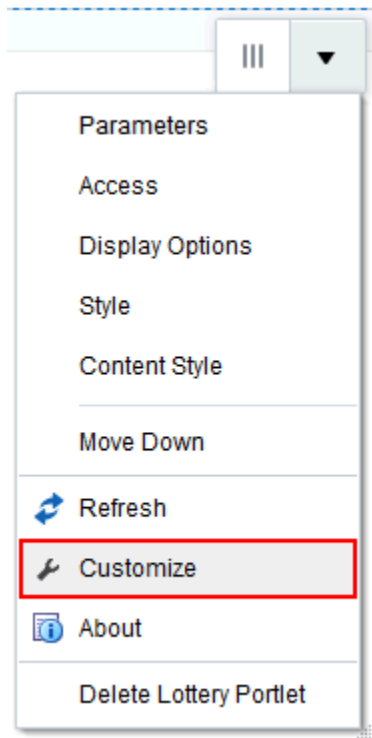 Parameters
Access
Display Options
Style
Content Style
Move Down
Refresh
Customize
About
Delete Lottery Portlet